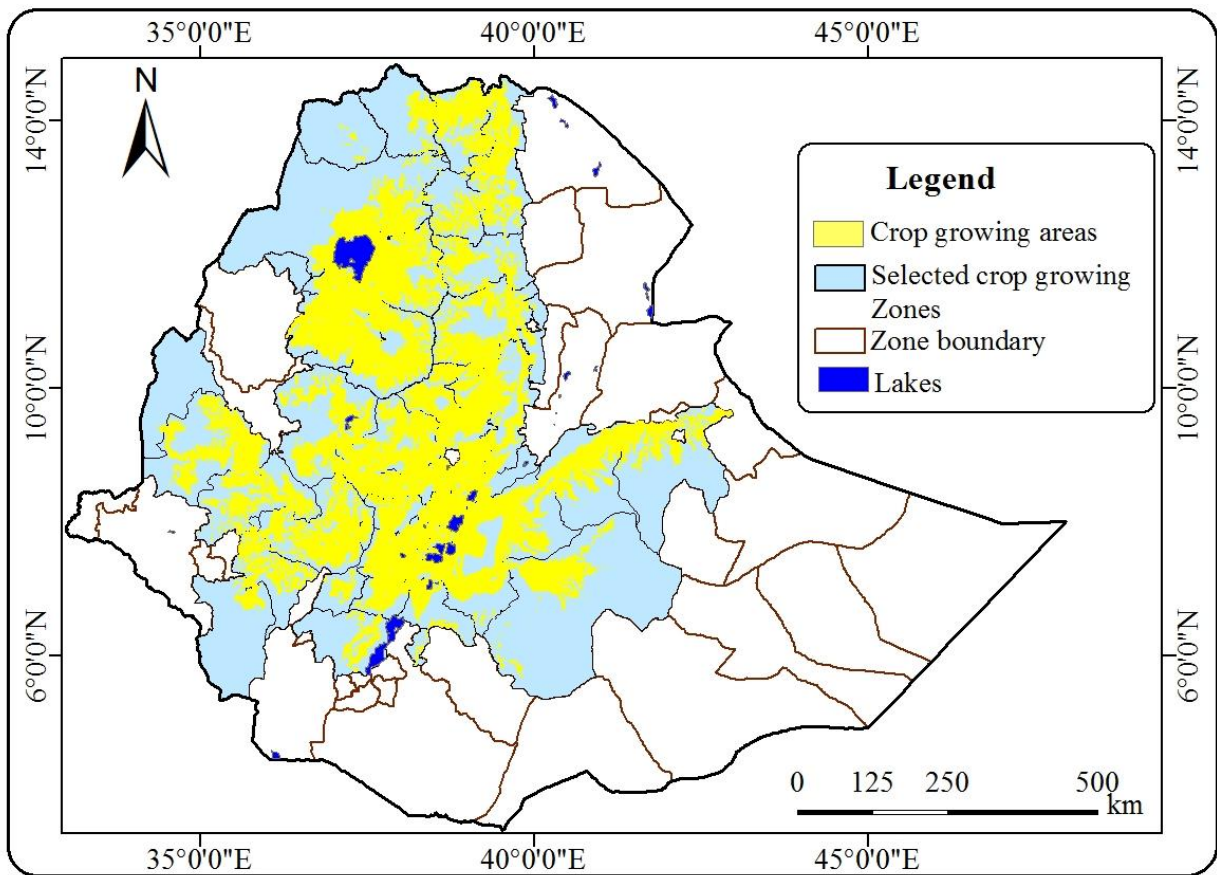 35°0'0"E 40°0'0"E 45°0'0"E
N
14°0'0"N
14°0'0"N
Legend
Crop growing areas
Selected crop growing
Zones
Zone boundary
Lakes
10°0'0"N
10°0'0"N
6°0'0"N
6°0'0"N
0 125 250 500
km
35°0'0"E 40°0'0"E 45°0'0"E